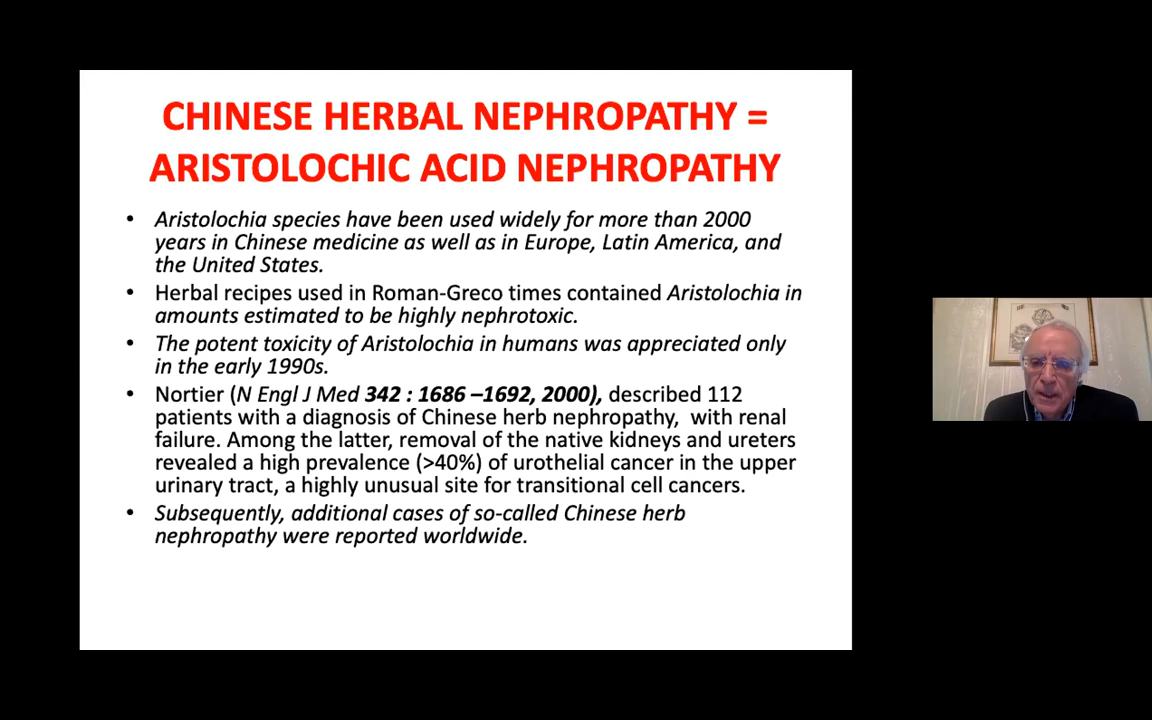 CHINESE HERBAL NEPHROPATHY =
ARISTOLOCHIC ACID NEPHROPATHY
• Aristolochia species have been used widely for more than 2000
years in Chinese medicine as well as in Europe, Latin America, and
the United States.
• Herbal recipes used in Roman-Greco times contained Aristolochia in
amounts estimated to be highly nephrotoxic.
• The potent toxicity of Aristolochia in humans was appreciated only
in the early 1990s.
• Nortier (N Engl J Med 342 : 1686 –1692, 2000), described 112
patients with a diagnosis of Chinese herb nephropathy, with renal
failure. Among the latter, removal of the native kidneys and ureters
revealed a high prevalence (>40%) of urothelial cancer in the upper
urinary tract, a highly unusual site for transitional cell cancers.
• Subsequently, additional cases of so-called Chinese herb
nephropathy were reported worldwide.